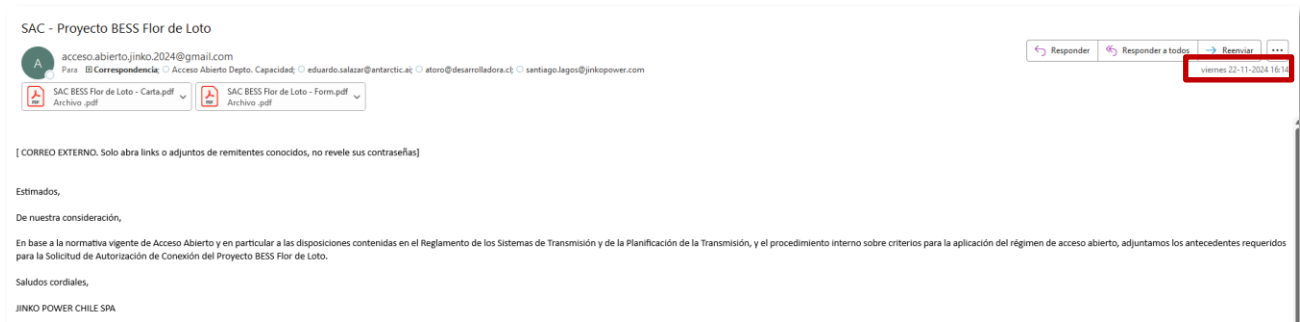 SAC - Proyecto BESS Flor de Loto
A
acceso.abierto.jinko.2024@gmail.com
Para Correspondencia; Acceso Abierto Depto. Capacidad; eduardo.salazar@antarctic.ai; atoro@desarrolladora.cl; santiago.lagos@jinkopower.com
Responder
Responder a todos
Reenviar
viernes 22-11-2024 16:14
SAC BESS Flor de Loto - Carta.pdf
Archivo .pdf
SAC BESS Flor de Loto - Form.pdf
Archivo .pdf
[ CORREO EXTERNO. Solo abra links o adjuntos de remitentes conocidos, no revele sus contraseñas]
Estimados,
De nuestra consideración,
En base a la normativa vigente de Acceso Abierto y en particular a las disposiciones contenidas en el Reglamento de los Sistemas de Transmisión y de la Planificación de la Transmisión, y el procedimiento interno sobre criterios para la aplicación del régimen de acceso abierto, adjuntamos los antecedentes requeridos
para la Solicitud de Autorización de Conexión del Proyecto BESS Flor de Loto.
Saludos cordiales,
JINKO POWER CHILE SPA